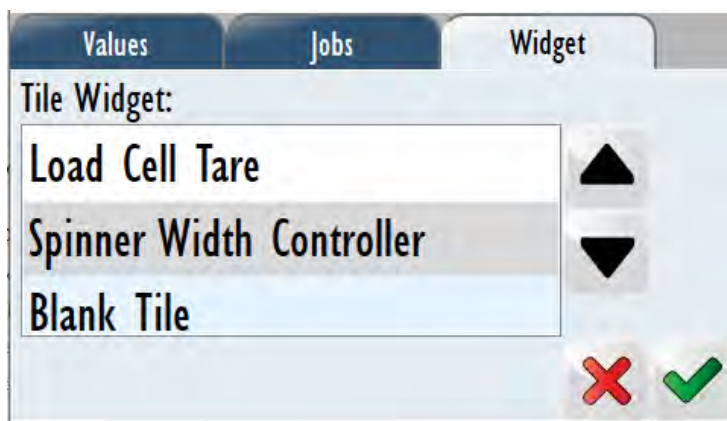 Values Jobs Widget
Tile Widget:
Load Cell Tare
Spinner Width Controller
Blank Tile